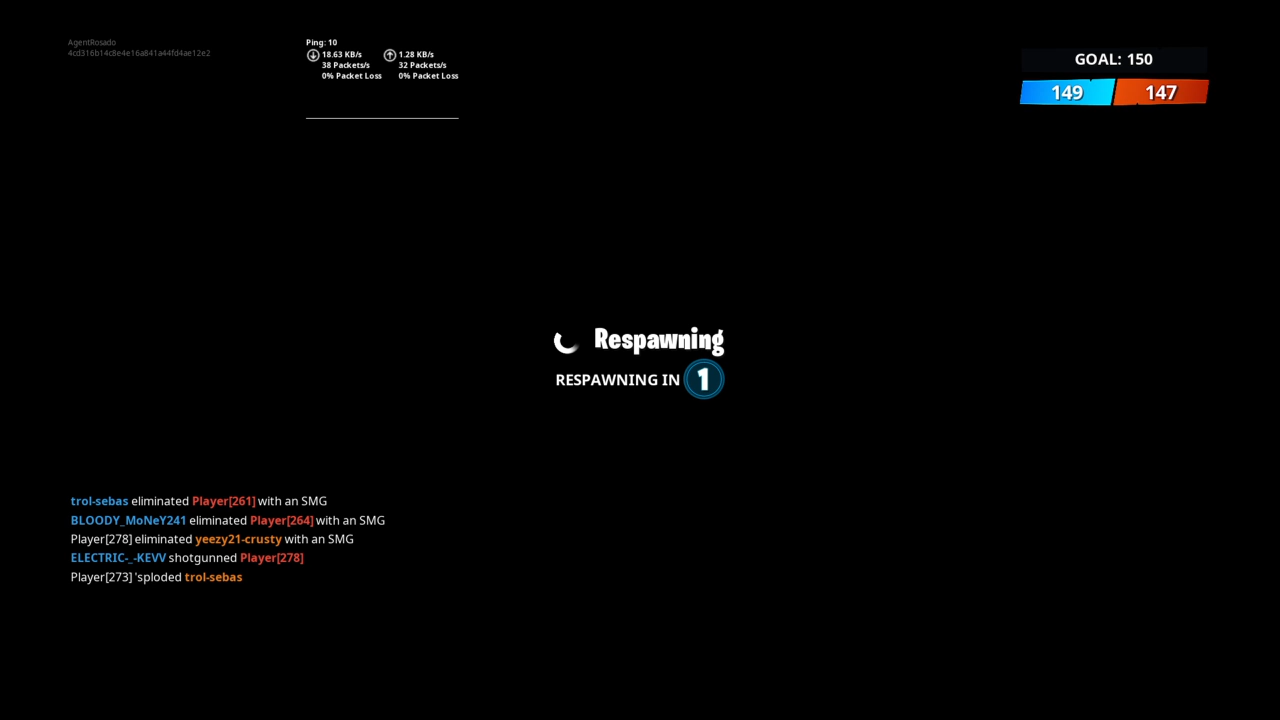 AgentRosado
4cd316b14c8e4e16a841a44fd4ae12e2
Ping: 10
18.63 KB/s
38 Packets/s
0% Packet Loss
1.28 KB/s
32 Packets/s
0% Packet Loss
GOAL: 150
149 147
Respawning
RESPAWNING IN 1
trol-sebas eliminated Player[261] with an SMG
BLOODY_MoNeY241 eliminated Player[264] with an SMG
Player[278] eliminated yeezy21-crusty with an SMG
ELECTRIC-_-KEVV shotgunned Player[278]
Player[273] 'sploded trol-sebas